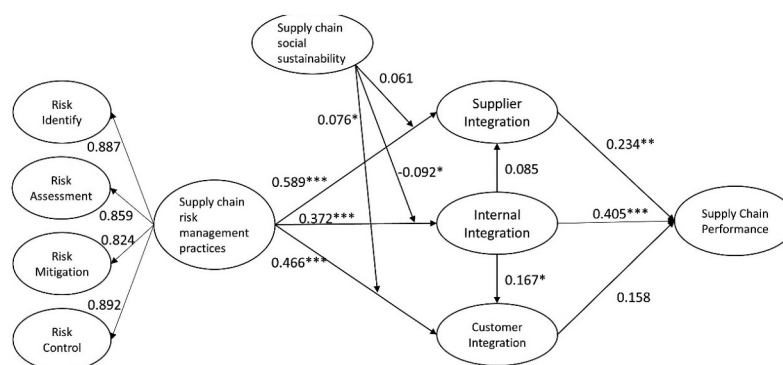 Supply chain
social
sustainability
0.061
0.076*
-0.092*
Risk
Identify
0.887
Risk
Assessment
0.859
0.824
Risk
Mitigation
0.892
Risk
Control
Supply chain
risk
management
practices
0.589***
0.372***
0.466***
Supplier
Integration
0.085
Internal
Integration
0.167*
Customer
Integration
0.234**
0.405***
0.158
Supply Chain
Performance